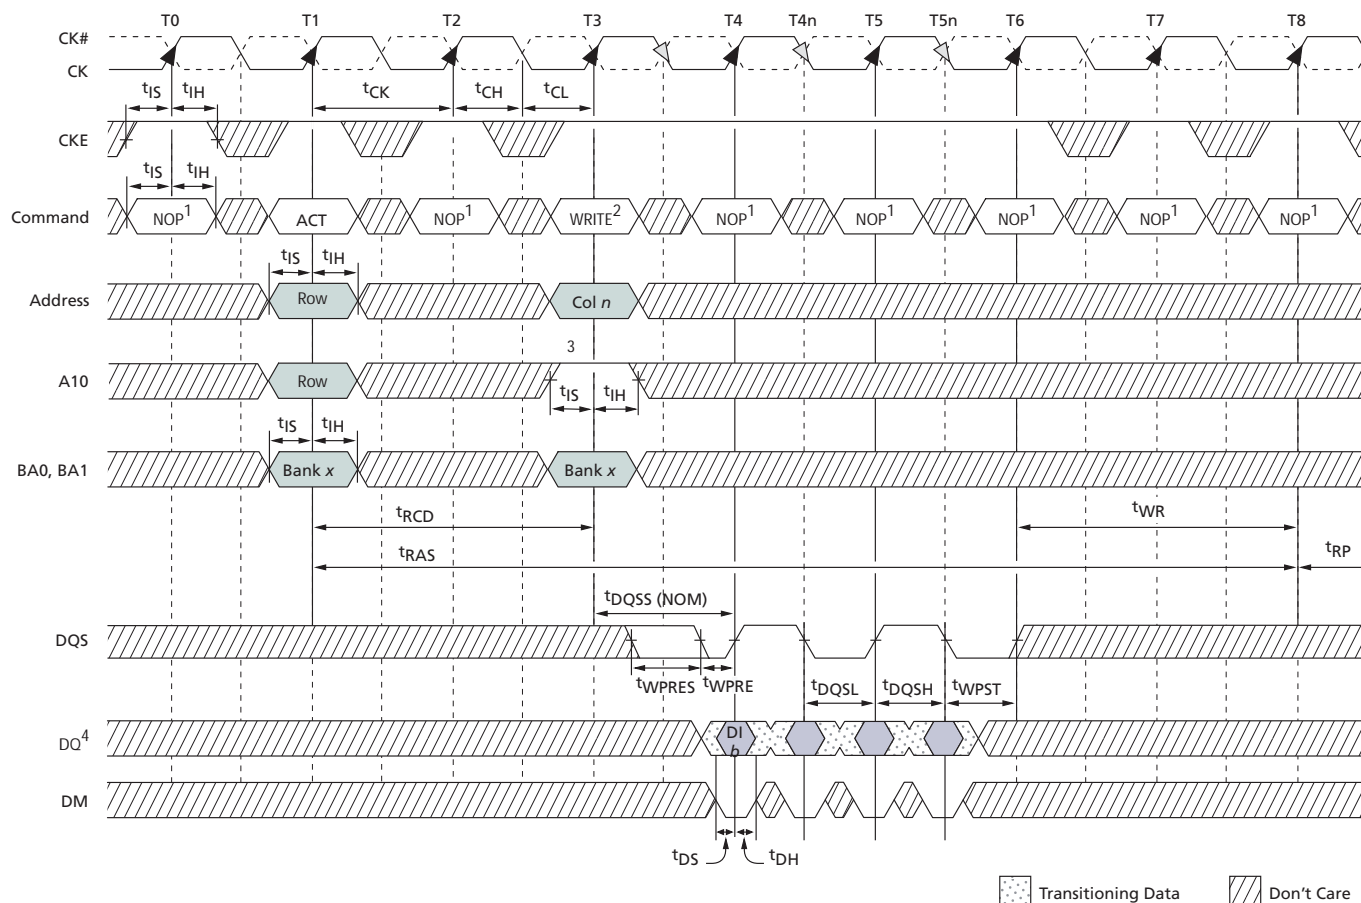 T0 T1 T2 T3 T4 T4n T5 T5n T6 T7 T8
CK#
CK
tIS tIH tCK tCH tCL
CKE
tIS tIH
Command NOP1 ACT NOP1 WRITE2 NOP1 NOP1 NOP1 NOP1 NOP1
tIS tIH
Address Row Col n
3
A10 Row
tIS tIH
tIS tIH
BA0, BA1 Bank x Bank x
tRCD tWR
tRAS tRP
tDQSS (NOM)
DQS
tWPRES tWPRE tDQSL tDQSH tWPST
DQ4 DI
b
DM
tDS tDH
Transitioning Data Don't Care